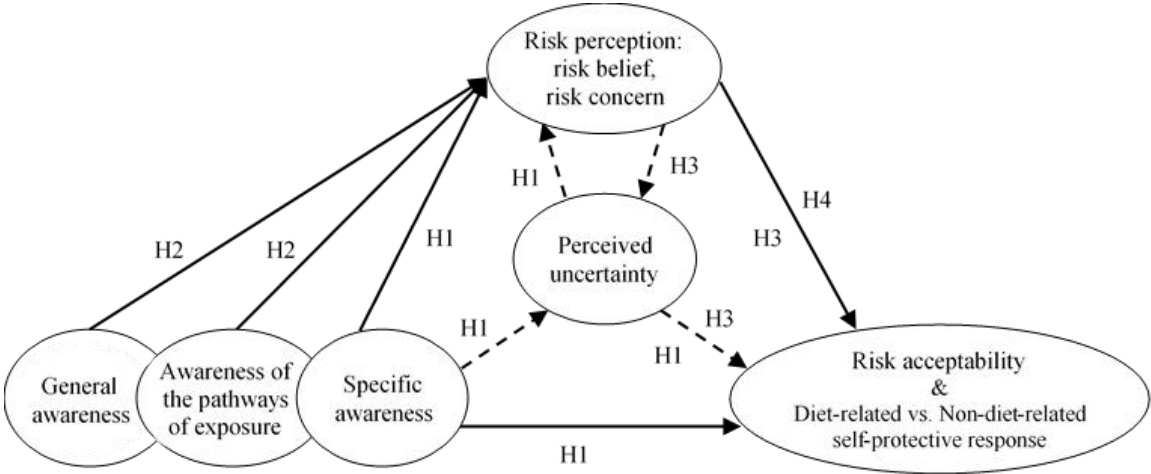 Risk perception:
risk belief,
risk concern
H1
H3
H4
H2
H2
H1
H3
Perceived
uncertainty
H1
H3
H1
General
awareness
Awareness of
the pathways
of exposure
Specific
awareness
Risk acceptability
&
Diet-related vs. Non-diet-related
self-protective response
H1